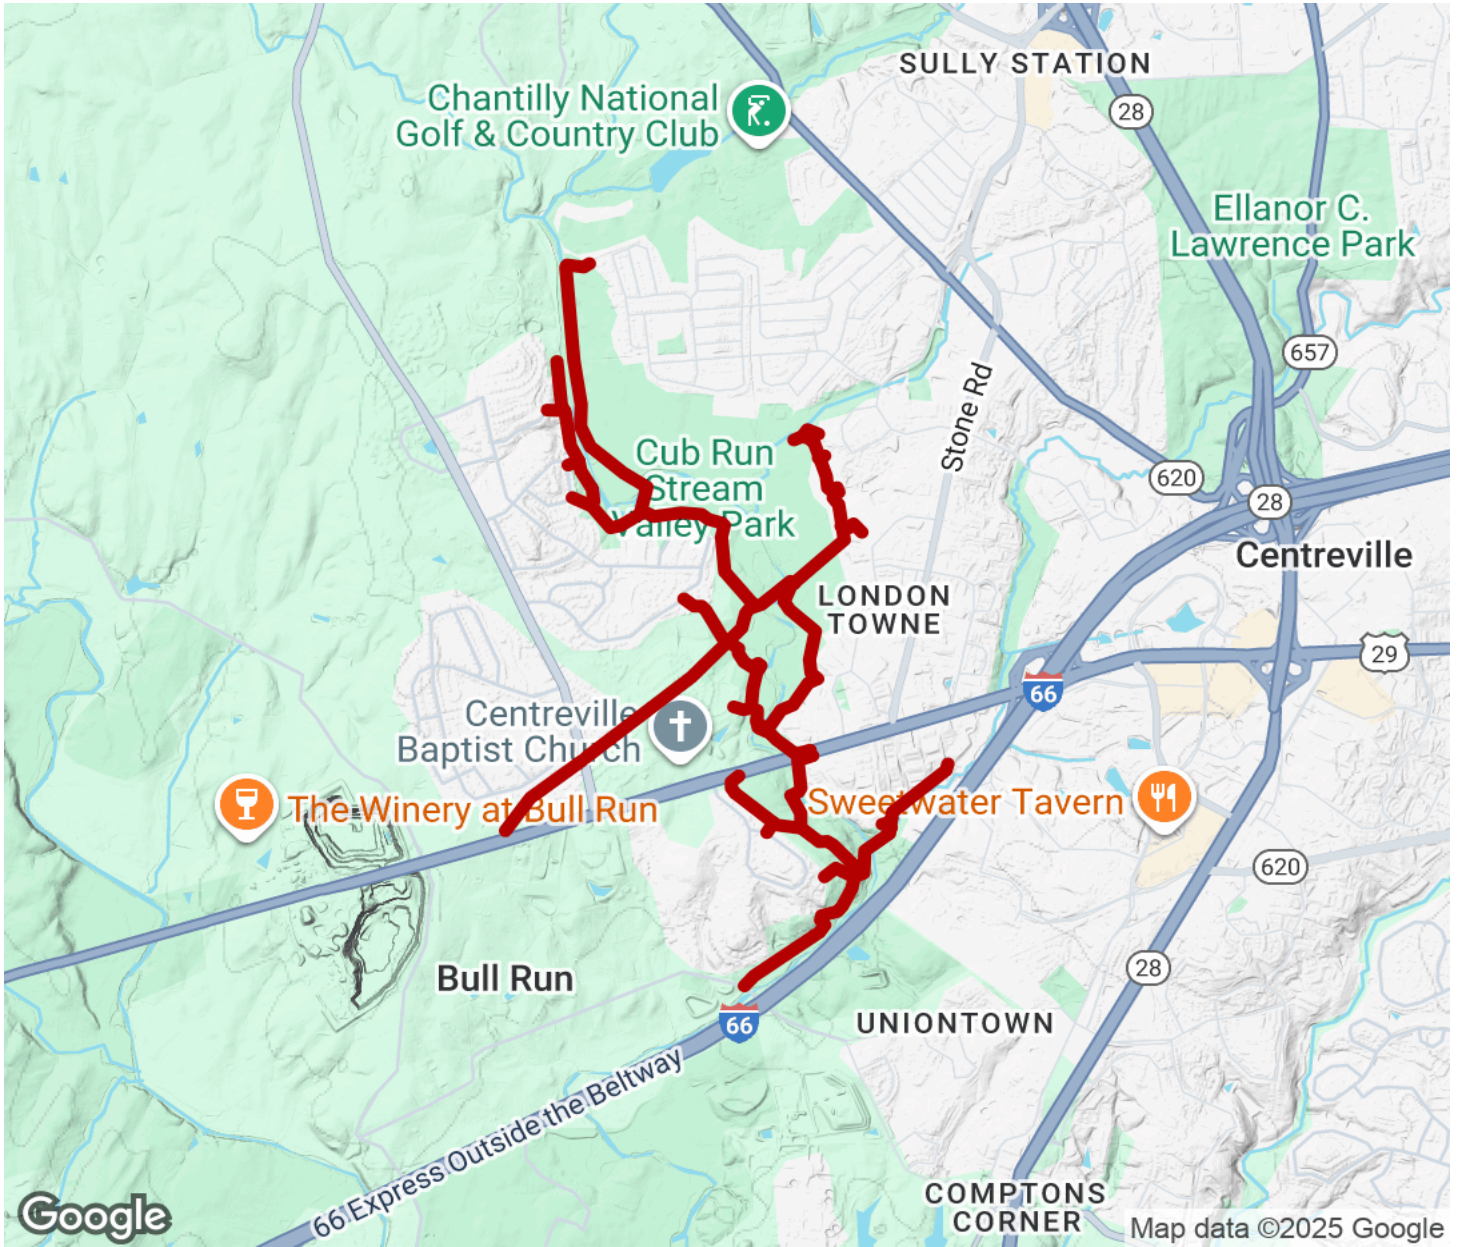 SULLY STATION
Chantilly National
Golf & Country Club
28
Ellanor C.
Lawrence Park
657
Stone Rd
Cub Run
Stream
Valley Park
620
28
Centreville
LONDON
TOWNE
29
66
Centreville
Baptist Church
The Winery at Bull Run
Sweetwater Tavern
620
Bull Run
28
66
UNIONTOWN
66 Express Outside the Beltway
COMPTONS
CORNER
Google
Map data ©2025 Google